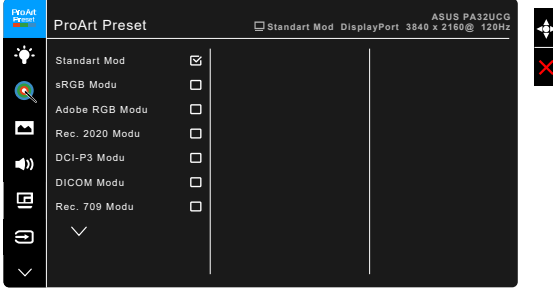 ProArt
Preset
ProArt Preset
ASUS PA32UCG
Standart Mod DisplayPort 3840 x 2160@ 120Hz
Standart Mod
sRGB Modu
Adobe RGB Modu
Rec. 2020 Modu
DCI-P3 Modu
DICOM Modu
Rec. 709 Modu